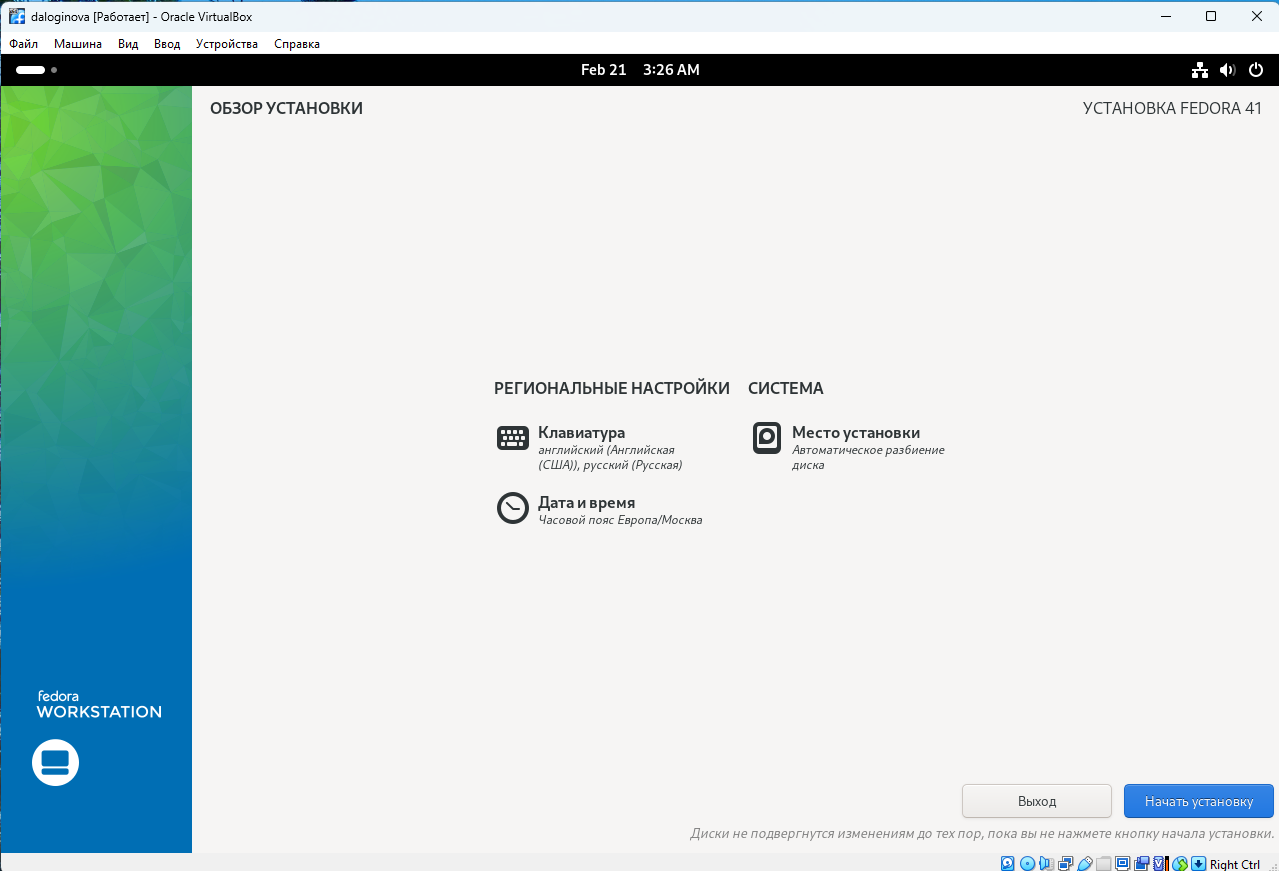 daloginova [Работает] - Oracle VirtualBox
Файл Машина Вид Ввод Устройства Справка
Feb 21 3:26 AM
ОБЗОР УСТАНОВКИ
УСТАНОВКА FEDORA 41
РЕГИОНАЛЬНЫЕ НАСТРОЙКИ
Клавиатура
английский (Английская
(США)), русский (Русская)
Дата и время
Часовой пояс Европа/Москва
СИСТЕМА
Место установки
Автоматическое разбиение
диска
fedora
WORKSTATION
Выход
Начать установку
Диски не подвергнутся изменениям до тех пор, пока вы не нажмете кнопку начала установки.
Right Ctrl